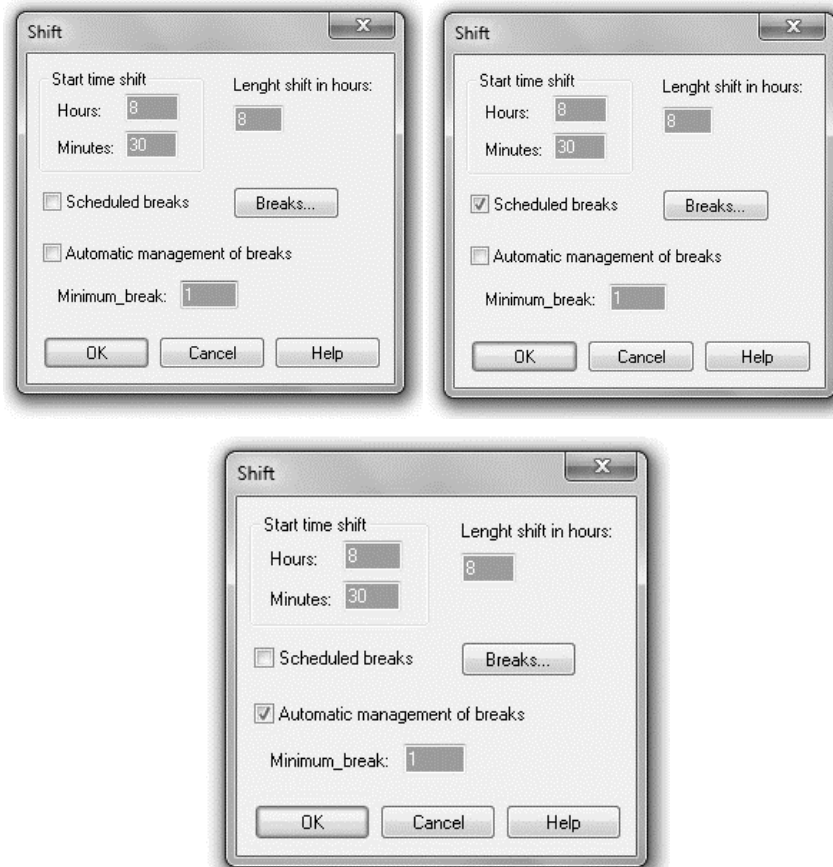 Shift
x
Start time shift
Lenght shift in hours:
Hours: 8
8
Minutes: 30
Scheduled breaks
Breaks...
Automatic management of breaks
Minimum_break: 1
OK Cancel Help
Shift
x
Start time shift
Lenght shift in hours:
Hours: 8
8
Minutes: 30
Scheduled breaks
Breaks...
Automatic management of breaks
Minimum_break: 1
OK Cancel Help
Shift
x
Start time shift
Lenght shift in hours:
Hours: 8
8
Minutes: 30
Scheduled breaks
Breaks...
Automatic management of breaks
Minimum_break: 1
OK Cancel Help